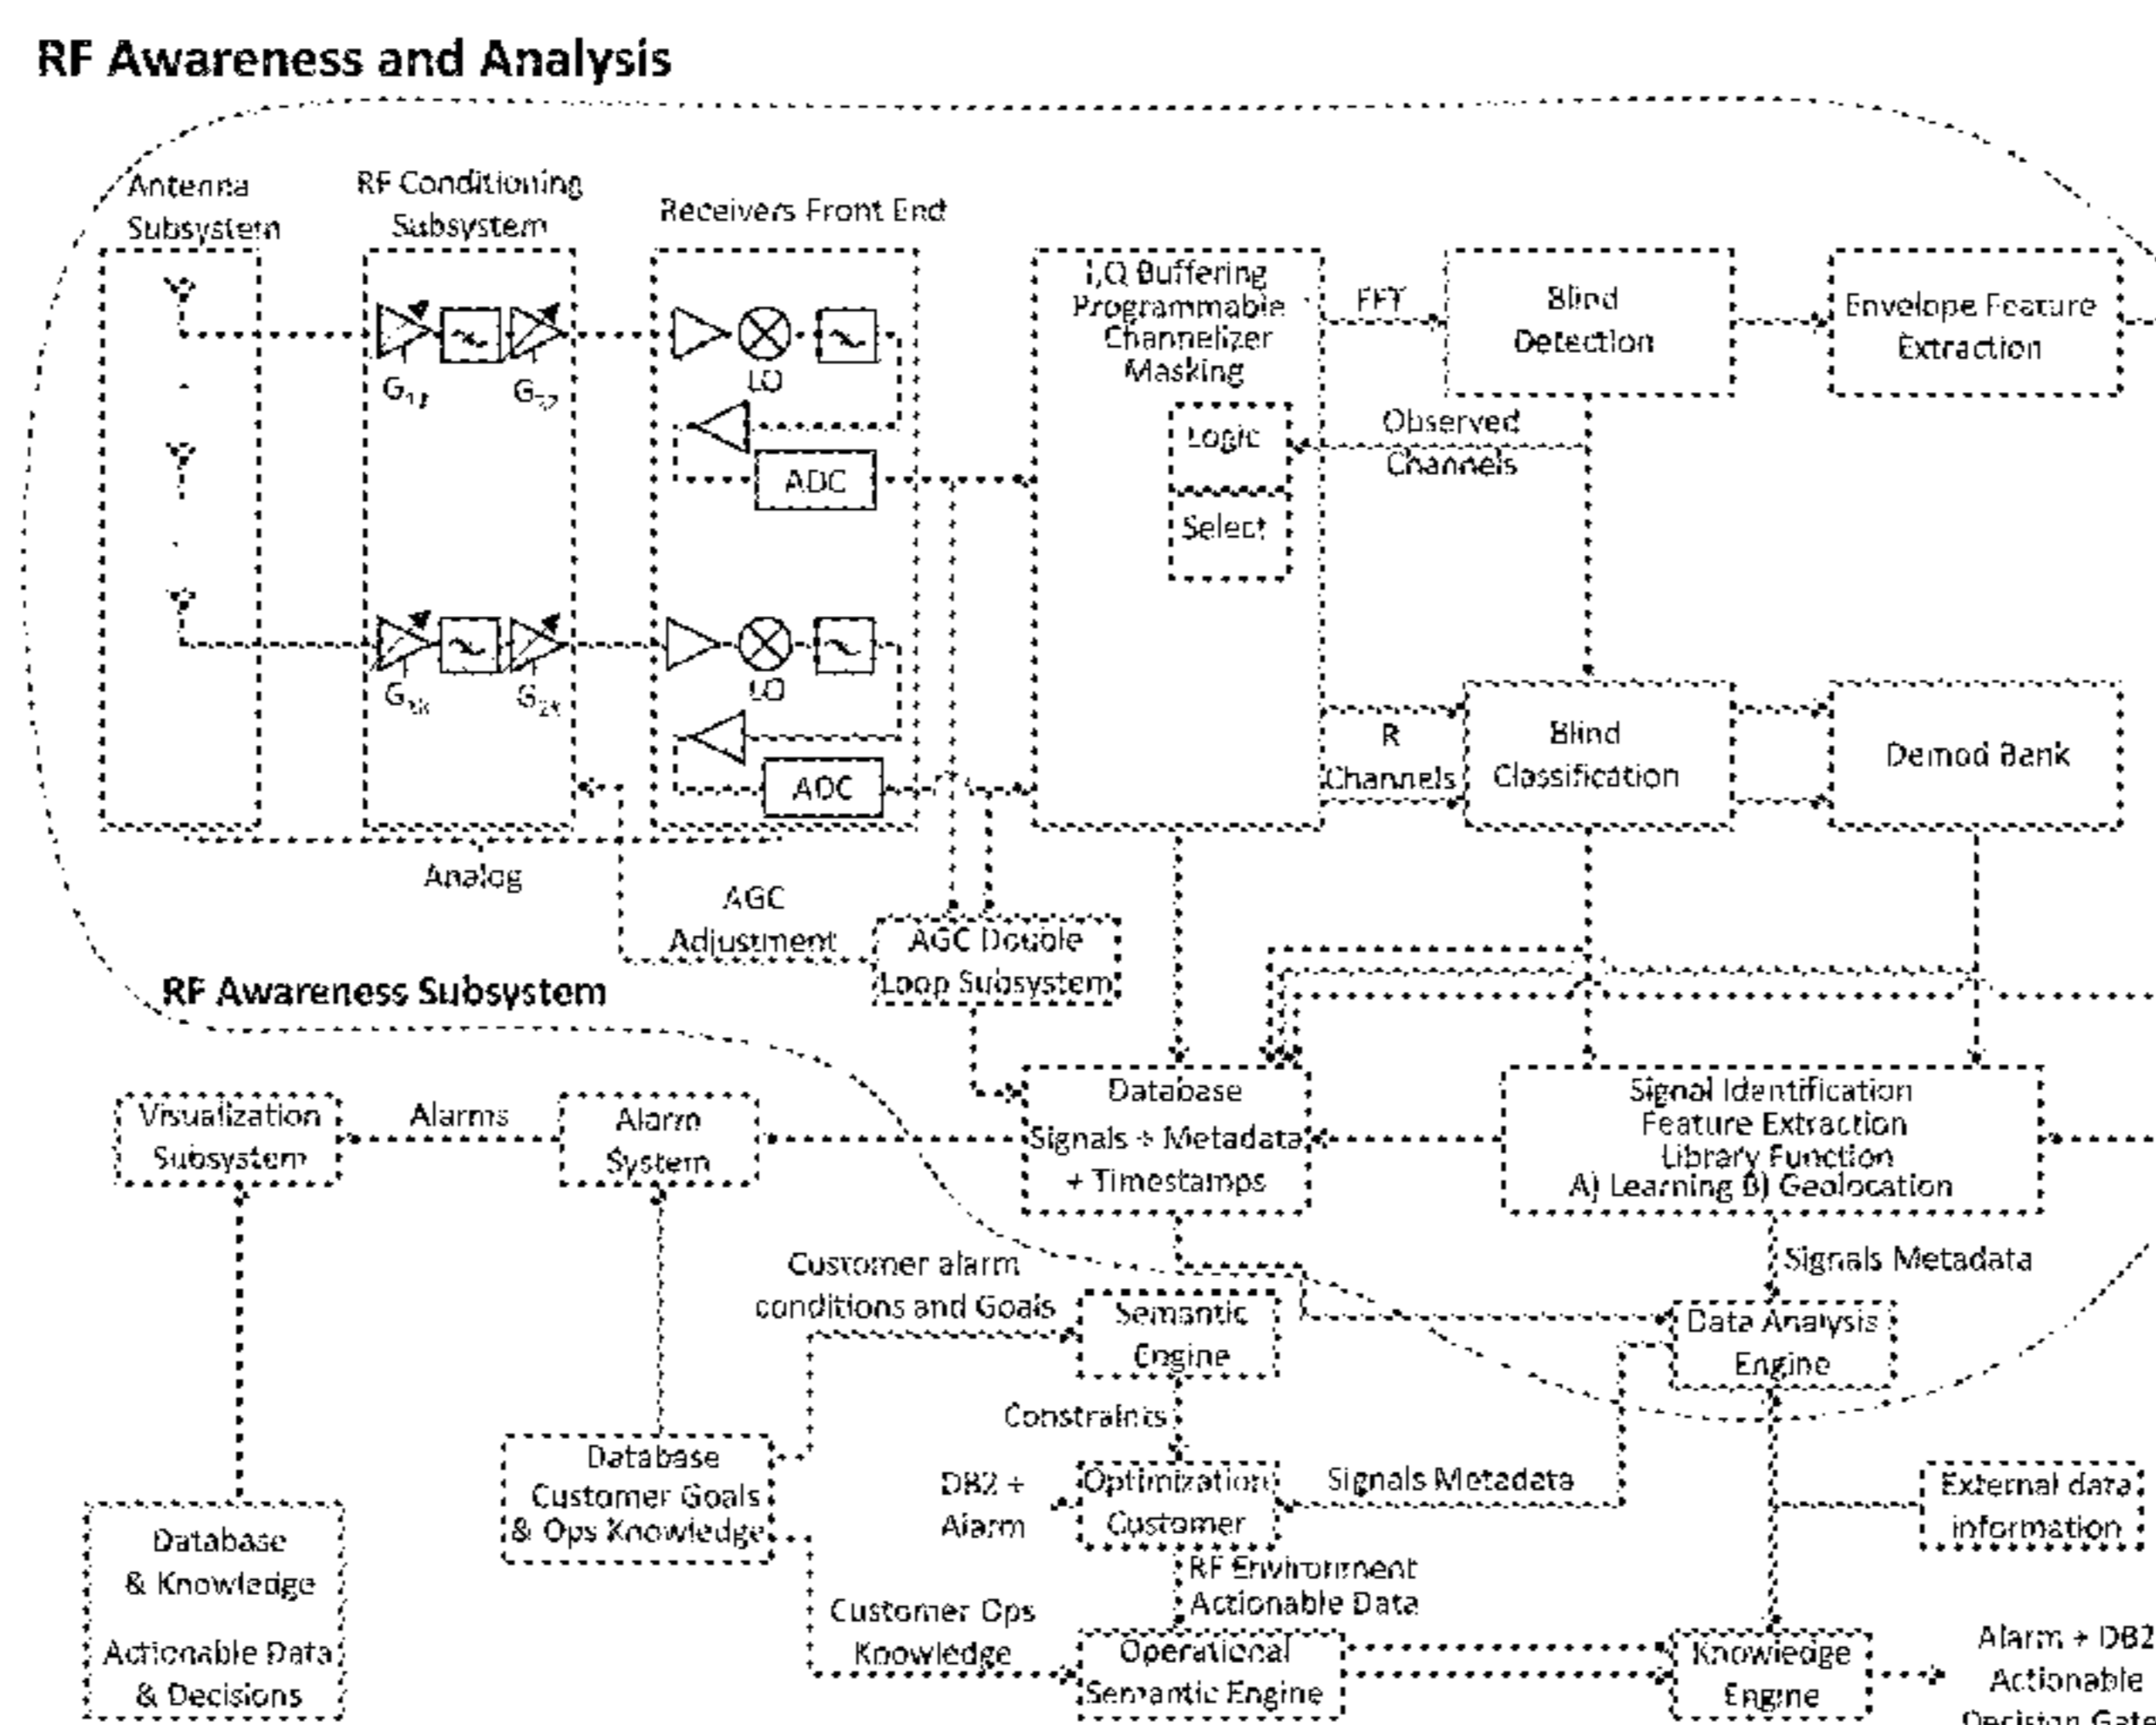 RF Awareness and Analysis
Antenna
Subsystem
RF Conditioning
Subsystem
Receivers Front End
LO
ADC
LO
ADC
Analog
I,Q Buffering
Programmable
Channelizer
Masking
Logic
Select
FFT
Blind
Detection
Envelope Feature
Extraction
Observed
Channels
R
Channels
Blind
Classification
Demod Bank
AGC
Adjustment
AGC Double
Loop Subsystem
RF Awareness Subsystem
Visualization
Subsystem
Alarms
Alarm
System
Database
Signals + Metadata
+ Timestamps
Signal Identification
Feature Extraction
Library Function
A) Learning B) Geolocation
Signals Metadata
Customer alarm
conditions and Goals
Semantic
Engine
Data Analysis
Engine
Constraints
Database
Customer Goals
& Ops Knowledge
DB2 +
Alarm
Optimization
Customer
Signals Metadata
External data
information
RF Environment
Actionable Data
Database
& Knowledge
Actionable Data
& Decisions
Customer Ops
Knowledge
Operational
Semantic Engine
Knowledge
Engine
Alarm + DB2
Actionable
Decision Gate